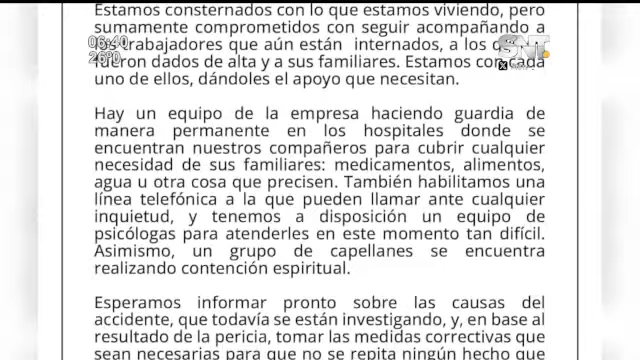 Estamos consternados con lo que estamos viviendo, pero
sumamente comprometidos con seguir acompañando a
los trabajadores que aún están internados, a los
fueron dados de alta y a sus familiares. Estamos con cada
uno de ellos, dándoles el apoyo que necesitan.
06:40
26°
SNT
Hay un equipo de la empresa haciendo guardia de
manera permanente en los hospitales donde se
encuentran nuestros compañeros para cubrir cualquier
necesidad de sus familiares: medicamentos, alimentos,
agua u otra cosa que precisen. También habilitamos una
línea telefónica a la que pueden llamar ante cualquier
inquietud, y tenemos a disposición un equipo de
psicólogas para atenderles en este momento tan difícil.
Asimismo, un grupo de capellanes se encuentra
realizando contención espiritual.
Esperamos informar pronto sobre las causas del
accidente, que todavía se están investigando, y, en base al
resultado de la pericia, tomar las medidas correctivas que
sean necesarias para que no se repita ningún hecho que